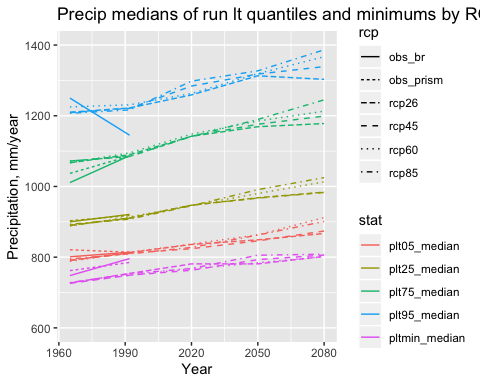 Precip medians of run lt quantiles and minimums by RC
Precipitation, mm/year
1400
1200
1000
800
600
1960
1990
2020
2050
2080
Year
rcp
obs_br
obs_prism
rcp26
rcp45
rcp60
rcp85
stat
plt05_median
plt25_median
plt75_median
plt95_median
pltmin_median